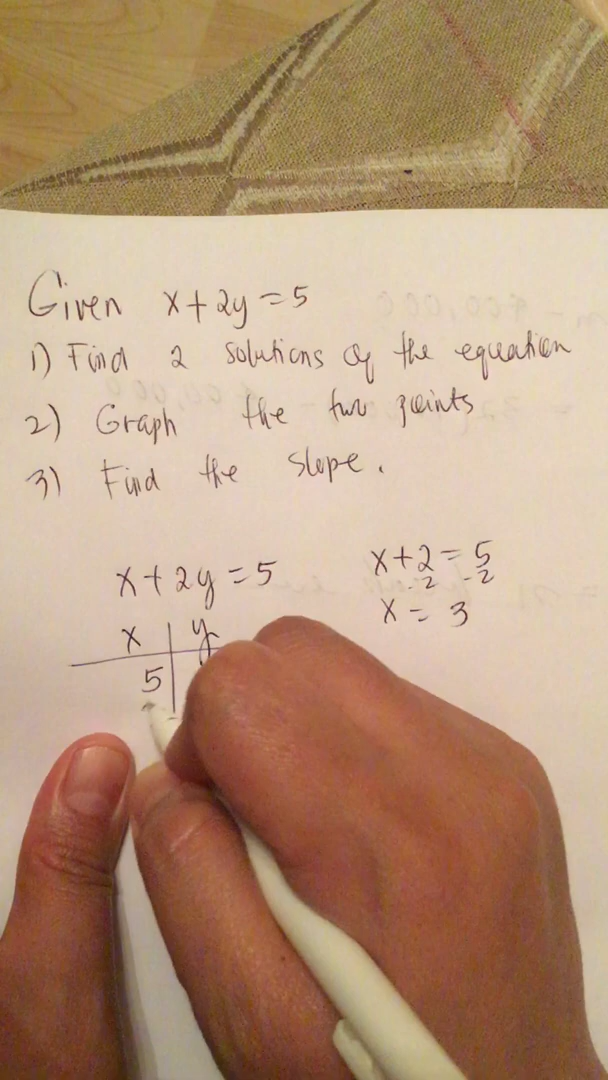 Given x + 2y = 5
1) Find 2 solutions of the equation
2) Graph the two points
3) Find the slope.
x + 2y = 5
x y
5
x + 2 = 5
-2 -2
x = 3